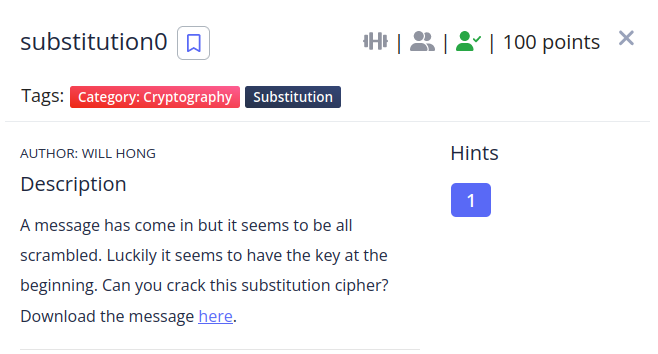 substitution0 | | | 100 points
Tags: Category: Cryptography Substitution
AUTHOR: WILL HONG
Description
A message has come in but it seems to be all
scrambled. Luckily it seems to have the key at the
beginning. Can you crack this substitution cipher?
Download the message here.
Hints
1